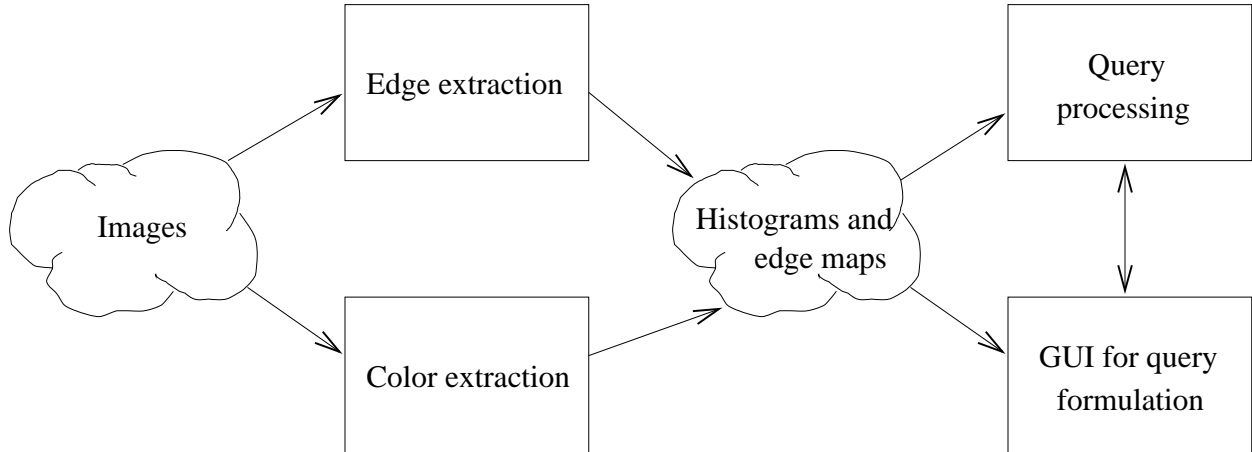 Images
Edge extraction
Color extraction
Histograms and
edge maps
Query
processing
GUI for query
formulation